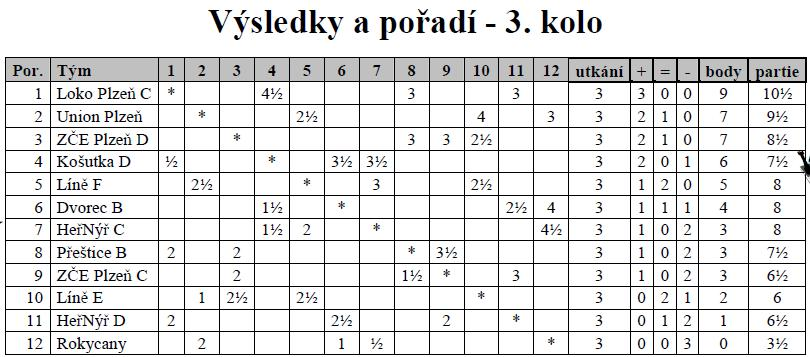 Výsledky a pořadí - 3. kolo
Por. Tým 1 2 3 4 5 6 7 8 9 10 11 12 utkání + = - body partie
1 Loko Plzeň C * 4½ 3 3 3 3 0 0 9 10½
2 Union Plzeň * 2½ 4 3 3 2 1 0 7 9½
3 ZČE Plzeň D * 3 3 2½ 3 2 1 0 7 8½
4 Košutka D ½ * 3½ 3½ 3 2 0 1 6 7½
5 Líně F 2½ * 3 2½ 3 1 2 0 5 8
6 Dvorec B 1½ * 2½ 4 3 1 1 1 4 8
7 HeřNýř C 1½ 2 * 4½ 3 1 0 2 3 8
8 Přeštice B 2 2 * 3½ 3 1 0 2 3 7½
9 ZČE Plzeň C 2 1½ * 3 3 1 0 2 3 6½
10 Líně E 1 2½ 2½ * 3 0 2 1 2 6
11 HeřNýř D 2 2½ 2 * 3 0 1 2 1 6½
12 Rokycany 2 1 ½ * 3 0 0 3 0 3½